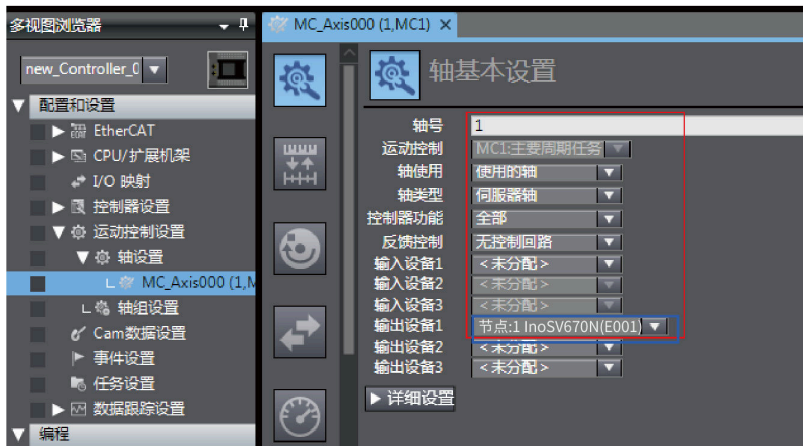 多视图浏览器
new_Controller_0
配置和设置
EtherCAT
CPU/扩展机架
I/O 映射
控制器设置
运动控制设置
轴设置
MC_Axis000 (1,M
轴组设置
Cam数据设置
事件设置
任务设置
数据跟踪设置
编程
MC_Axis000 (1,MC1)
轴基本设置
轴号 1
运动控制 MC1:主要周期任务
轴使用 使用的轴
轴类型 伺服器轴
控制器功能 全部
反馈控制 无控制回路
输入设备1 <未分配>
输入设备2 <未分配>
输入设备3 <未分配>
输出设备1 节点:1 InoSV670N(E001)
输出设备2 <未分配>
输出设备3 <未分配>
详细设置